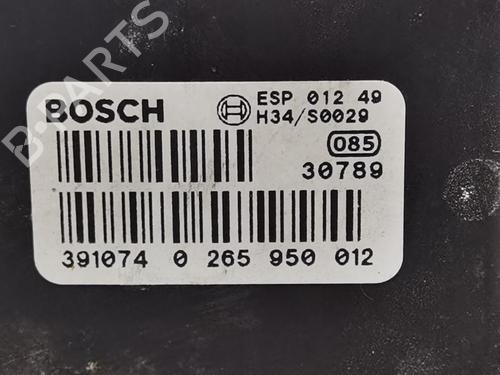 BOSCH
ESP 012 49
H34/S0029
085
30789
391074 0 265 950 012
B-PARTS